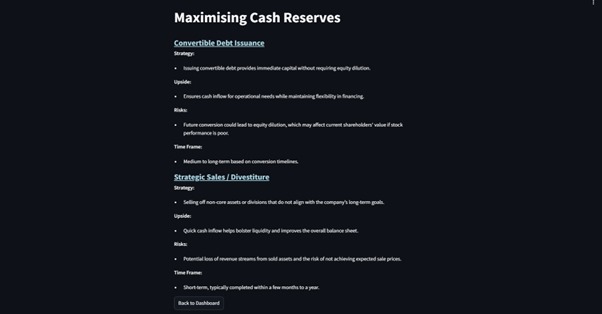 Maximising Cash Reserves
Convertible Debt Issuance
Strategy:
• Issuing convertible debt provides immediate capital without requiring equity dilution.
Upside:
• Ensures cash inflow for operational needs while maintaining flexibility in financing.
Risks:
• Future conversion could lead to equity dilution, which may affect current shareholders' value if stock
performance is poor.
Time Frame:
• Medium to long-term based on conversion timelines.
Strategic Sales / Divestiture
Strategy:
• Selling off non-core assets or divisions that do not align with the company's long-term goals.
Upside:
• Quick cash inflow helps bolster liquidity and improves the overall balance sheet.
Risks:
• Potential loss of revenue streams from sold assets and the risk of not achieving expected sale prices.
Time Frame:
• Short-term, typically completed within a few months to a year.
Back to Dashboard